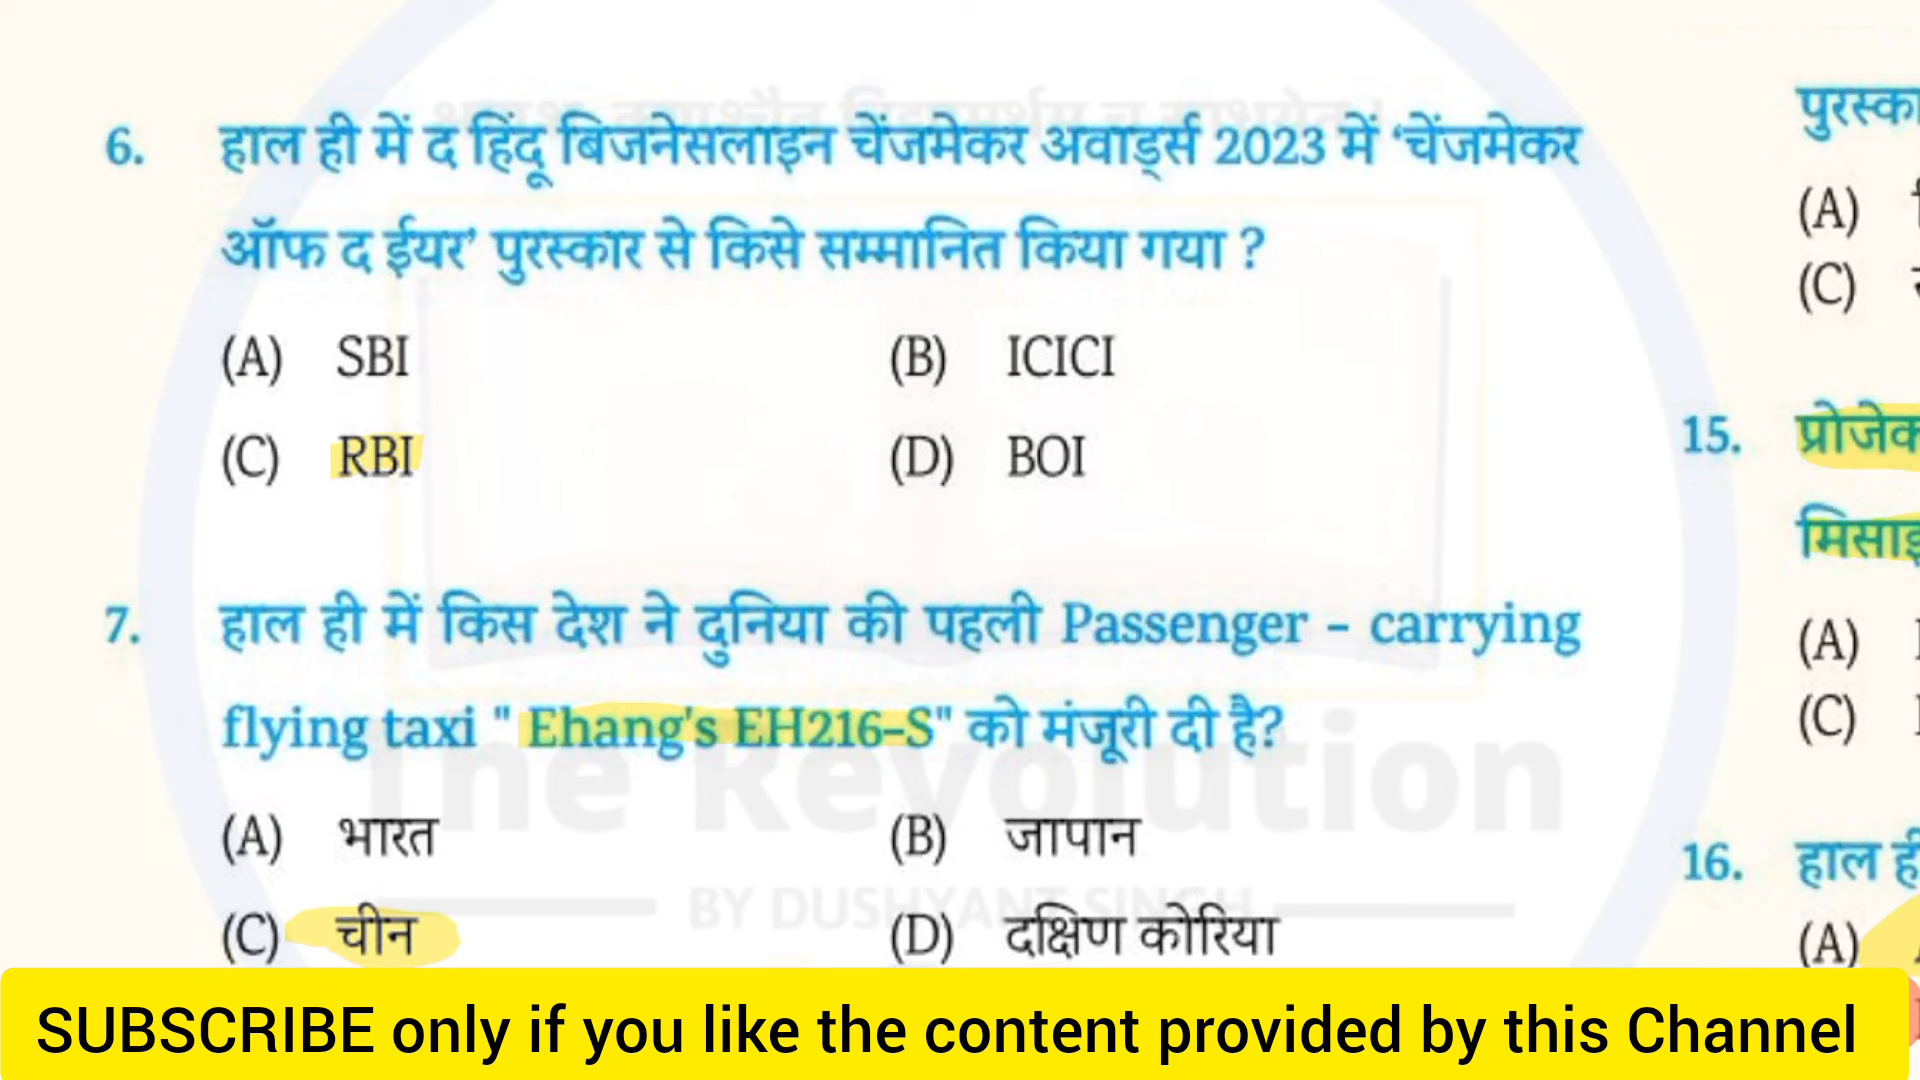 6. हाल ही में द हिंदू बिजनेसलाइन चेंजमेकर अवार्ड्स 2023 में ‘चेंजमेकर
ऑफ द ईयर’ पुरस्कार से किसे सम्मानित किया गया ?
(A) SBI (B) ICICI
(C) RBI (D) BOI
7. हाल ही में किस देश ने दुनिया की पहली Passenger – carrying
flying taxi " Ehang's EH216–S" को मंजूरी दी है?
(A) भारत (B) जापान
(C) चीन (D) दक्षिण कोरिया
The Revolution
BY DUSHYANT SINGH
(A)
(C)
15.
(A)
(C)
16. हाल
(A)
SUBSCRIBE only if you like the content provided by this Channel